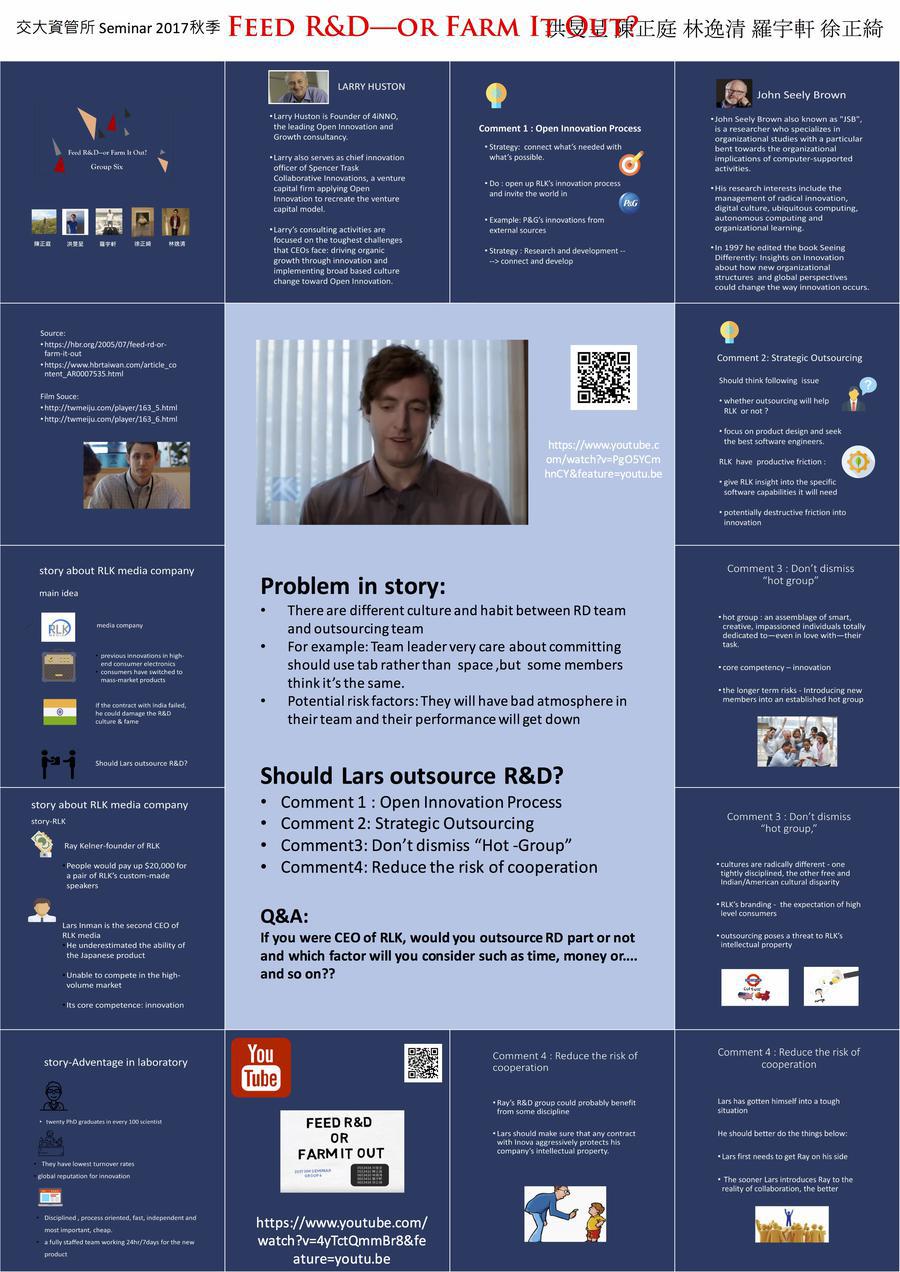 交大資管所 Seminar 2017秋季
FEED R&D—OR FARM IT OUT?
洪旻呈 陳正庭 林逸清 羅宇軒 徐正綺
Feed R&D—or Farm It Out?
Group Six
陳正庭 洪旻呈 羅宇軒 徐正綺 林逸清
LARRY HUSTON
•Larry Huston is Founder of 4iNNO,
the leading Open Innovation and
Growth consultancy.
•Larry also serves as chief innovation
officer of Spencer Trask
Collaborative Innovations, a venture
capital firm applying Open
Innovation to recreate the venture
capital model.
•Larry's consulting activities are
focused on the toughest challenges
that CEOs face: driving organic
growth through innovation and
implementing broad based culture
change toward Open Innovation.
Comment 1 : Open Innovation Process
• Strategy: connect what's needed with
what's possible.
• Do : open up RLK's innovation process
and invite the world in
P&G
• Example: P&G's innovations from
external sources
• Strategy : Research and development --
--> connect and develop
John Seely Brown
•John Seely Brown also known as "JSB",
is a researcher who specializes in
organizational studies with a particular
bent towards the organizational
implications of computer-supported
activities.
•His research interests include the
management of radical innovation,
digital culture, ubiquitous computing,
autonomous computing and
organizational learning.
•In 1997 he edited the book Seeing
Differently: Insights on Innovation
about how new organizational
structures and global perspectives
could change the way innovation occurs.
Source:
•https://hbr.org/2005/07/feed-rd-or-
farm-it-out
•https://www.hbrtaiwan.com/article_co
ntent_AR0007535.html
Film Souce:
•http://twmeiju.com/player/163_5.html
•http://twmeiju.com/player/163_6.html
https://www.youtube.c
om/watch?v=PgO5YCm
hnCY&feature=youtu.be
Comment 2: Strategic Outsourcing
Should think following issue
• whether outsourcing will help
RLK or not ?
• focus on product design and seek
the best software engineers.
RLK have productive friction :
• give RLK insight into the specific
software capabilities it will need
• potentially destructive friction into
innovation
story about RLK media company
main idea
RLK
media company
• previous innovations in high-
end consumer electronics
• consumers have switched to
mass-market products
if the contract with India failed,
he could damage the R&D
culture & fame
Should Lars outsource R&D?
Problem in story:
• There are different culture and habit between RD team
and outsourcing team
• For example: Team leader very care about committing
should use tab rather than space ,but some members
think it's the same.
• Potential risk factors: They will have bad atmosphere in
their team and their performance will get down
Should Lars outsource R&D?
• Comment 1 : Open Innovation Process
• Comment 2: Strategic Outsourcing
• Comment3: Don't dismiss "Hot -Group"
• Comment4: Reduce the risk of cooperation
Q&A:
If you were CEO of RLK, would you outsource RD part or not
and which factor will you consider such as time, money or....
and so on??
Comment 3 : Don't dismiss
"hot group"
•hot group : an assemblage of smart,
creative, impassioned individuals totally
dedicated to—even in love with—their
task.
•core competency – innovation
•the longer term risks - Introducing new
members into an established hot group
story about RLK media company
story-RLK
Ray Kelner-founder of RLK
•People would pay up $20,000 for
a pair of RLK's custom-made
speakers
Lars Inman is the second CEO of
RLK media
•He underestimated the ability of
the Japanese product
•Unable to compete in the high-
volume market
•Its core competence: innovation
Comment 3 : Don't dismiss
"hot group,"
•cultures are radically different - one
tightly disciplined, the other free and
Indian/American cultural disparity
•RLK's branding - the expectation of high
level consumers
•outsourcing poses a threat to RLK's
intellectual property
story-Advantage in laboratory
• twenty PhD graduates in every 100 scientist
• They have lowest turnover rates
•global reputation for innovation
• Disciplined , process oriented, fast, independent and
most important, cheap.
• a fully staffed team working 24hr/7days for the new
product
You
Tube
FEED R&D
OR
FARM IT OUT
https://www.youtube.com/
watch?v=4yTctQmmBr8&fe
ature=youtu.be
Comment 4 : Reduce the risk of
cooperation
•Ray's R&D group could probably benefit
from some discipline
•Lars should make sure that any contract
with Inova aggressively protects his
company's intellectual property.
Comment 4 : Reduce the risk of
cooperation
Lars has gotten himself into a tough
situation
He should better do the things below:
•Lars first needs to get Ray on his side
• The sooner Lars introduces Ray to the
reality of collaboration, the better